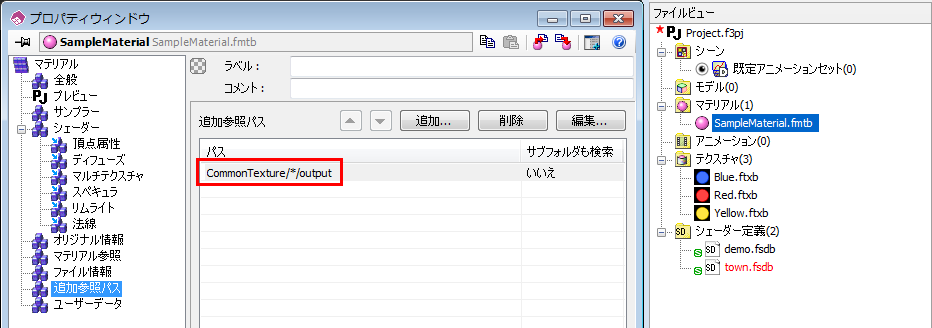 プロパティウィンドウ
SampleMaterial SampleMaterial.fmtb
マテリアル
全般
プレビュー
サンプラー
シェーダー
頂点属性
ディフューズ
マルチテクスチャ
スペキュラ
リムライト
法線
オリジナル情報
マテリアル参照
ファイル情報
追加参照パス
ユーザーデータ
ラベル :
コメント :
追加参照パス
追加...
削除
編集...
パス
サブフォルダも検索
CommonTexture/*/output
いいえ
ファイルビュー
Project.f3pj
シーン
既定アニメーションセット(0)
モデル(0)
マテリアル(1)
SampleMaterial.fmtb
アニメーション(0)
テクスチャ(3)
Blue.ftxb
Red.ftxb
Yellow.ftxb
SD シェーダー定義(2)
SD demo.fsdb
SD town.fsdb